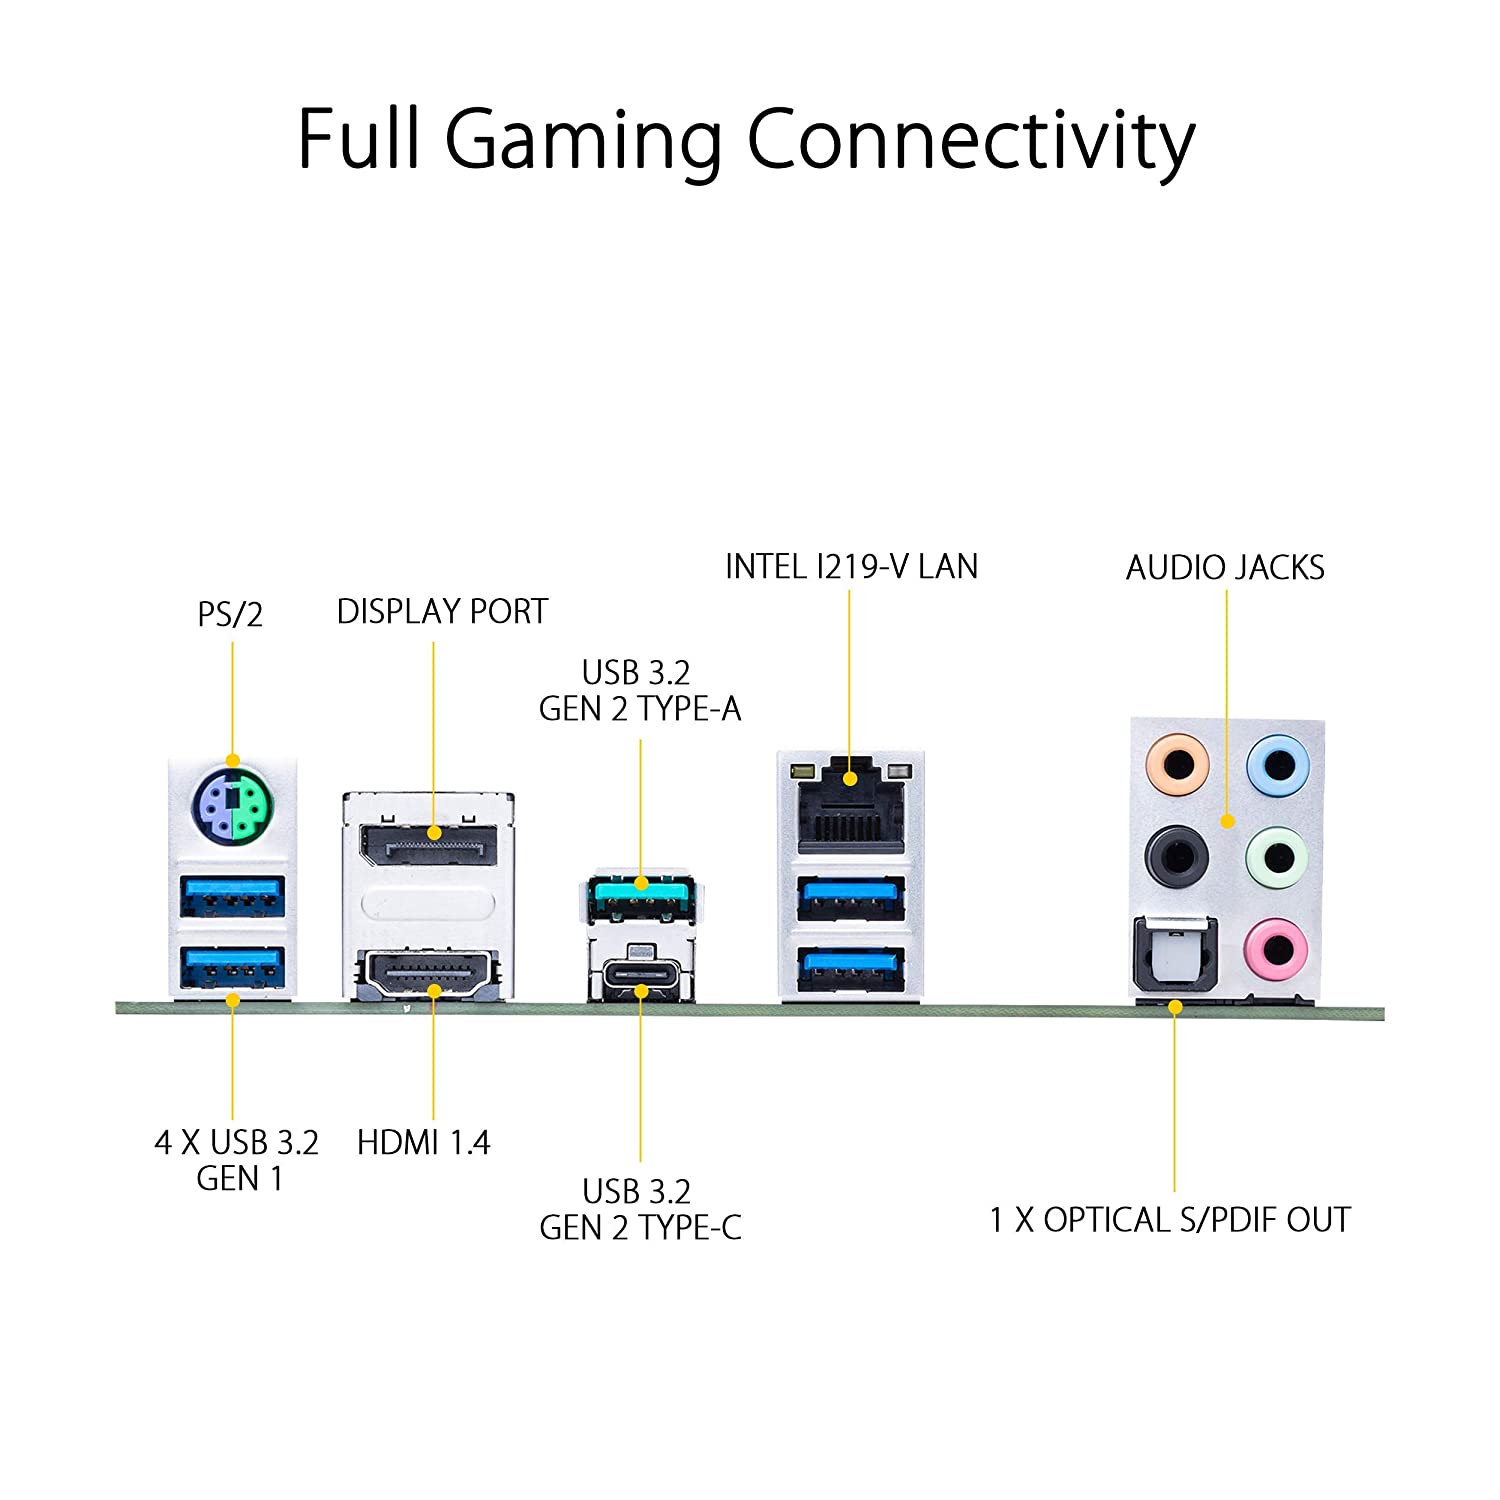 Full Gaming Connectivity
INTEL I219-V LAN
AUDIO JACKS
PS/2
DISPLAY PORT
USB 3.2
GEN 2 TYPE-A
4 X USB 3.2
GEN 1
HDMI 1.4
USB 3.2
GEN 2 TYPE-C
1 X OPTICAL S/PDIF OUT